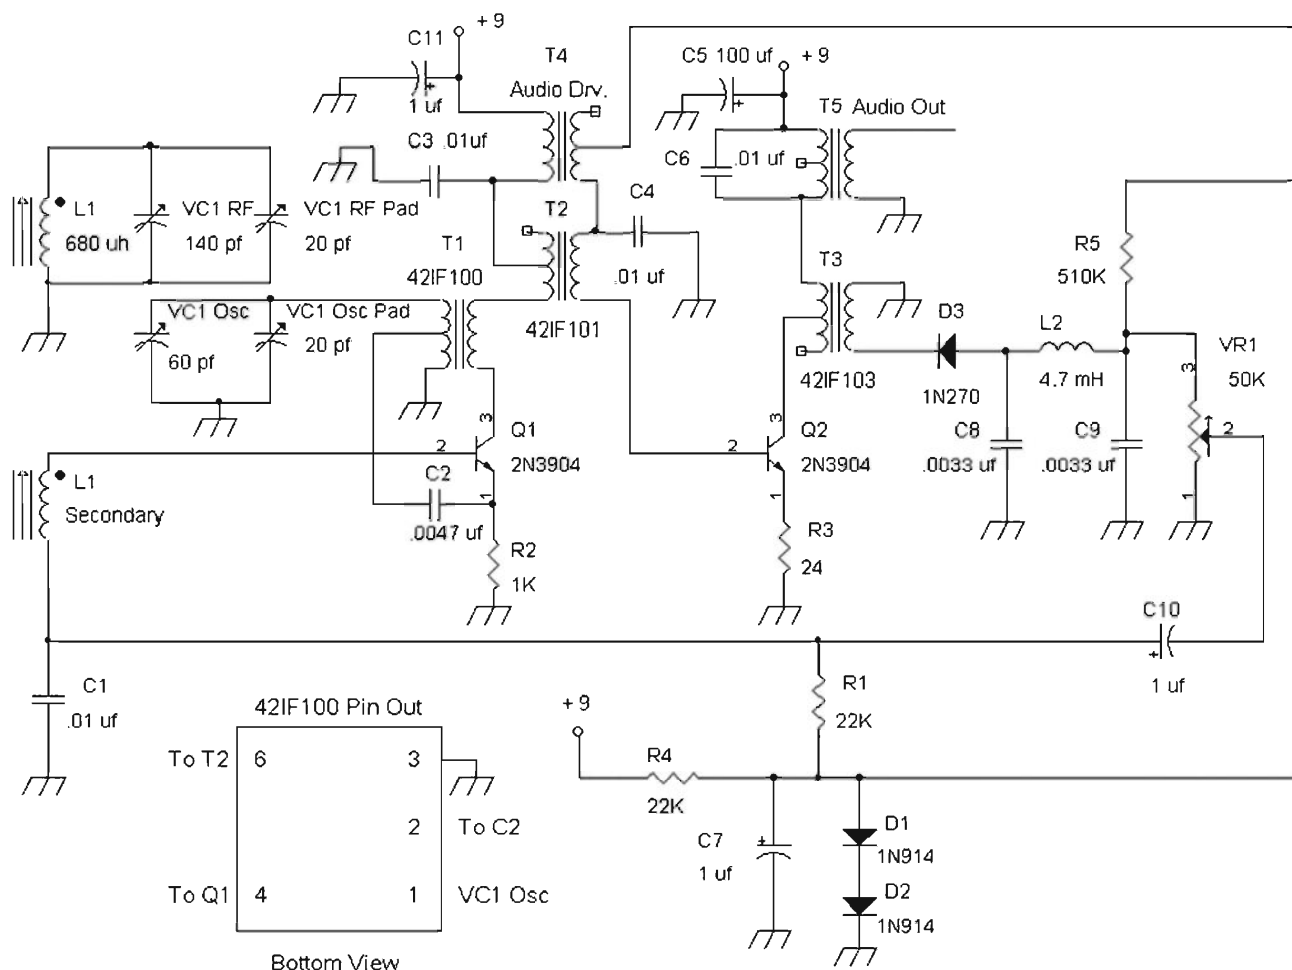 + 9
C11
1 uf
+
T4
Audio Drv.
C5 100 uf
+ 9
+
T5
Audio Out
C3 .01uf
C6
.01 uf
L1
680 uh
VC1 RF
140 pf
VC1 RF Pad
20 pf
T2
C4
.01 uf
T1
42IF100
42IF101
R5
510K
T3
42IF103
D3
1N270
L2
4.7 mH
VR1
50K
3
2
1
VC1 Osc
60 pf
VC1 Osc Pad
20 pf
3
2
Q1
2N3904
1
3
2
Q2
2N3904
1
C8
.0033 uf
C9
.0033 uf
L1
Secondary
C2
.0047 uf
R2
1K
R3
24
C10
+
1 uf
C1
.01 uf
R1
22K
42IF100 Pin Out
To T2 6 3
2 To C2
To Q1 4 1 VC1 Osc
Bottom View
+ 9
R4
22K
C7
+
1 uf
D1
1N914
D2
1N914